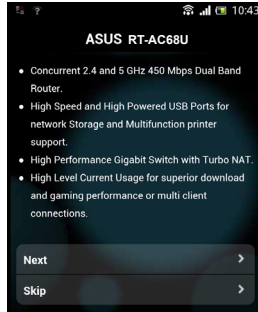 10:43
ASUS RT-AC68U
• Concurrent 2.4 and 5 GHz 450 Mbps Dual Band
Router.
• High Speed and High Powered USB Ports for
network Storage and Multifunction printer
support.
• High Performance Gigabit Switch with Turbo NAT.
• High Level Current Usage for superior download
and gaming performance or multi client
connections.
Next
Skip